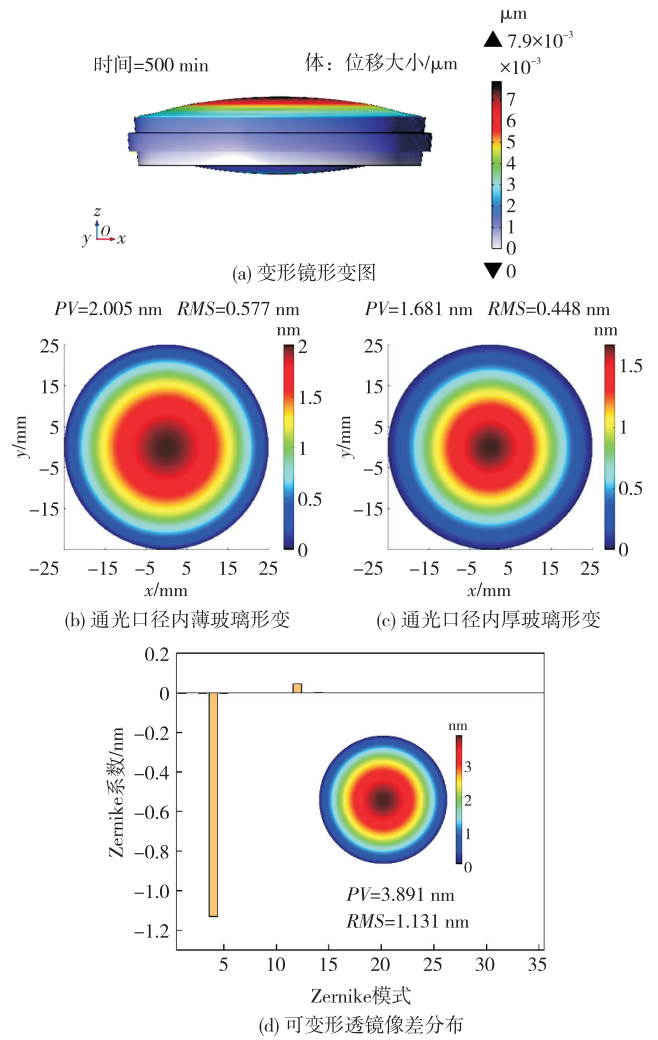 μm
▲ 7.9×10⁻³
时间=500 min 体：位移大小/μm ×10⁻³
7
6
5
4
3
2
1
0
▼ 0
z
y O x
(a) 变形镜形变图
PV=2.005 nm RMS=0.577 nm
nm
25
15
5
−5
−15
y/mm
2
1.5
1
0.5
0
−25 −15 −5 5 15 25
x/mm
(b) 通光口径内薄玻璃形变
PV=1.681 nm RMS=0.448 nm
nm
25
15
5
−5
−15
y/mm
1.5
1
0.5
0
−25 −15 −5 5 15 25
x/mm
(c) 通光口径内厚玻璃形变
0.2
0
−0.2
−0.4
−0.6
−0.8
−1.0
−1.2
Zernike系数/nm
nm
3
2
1
0
PV=3.891 nm
RMS=1.131 nm
5 10 15 20 25 30 35
Zernike模式
(d) 可变形透镜像差分布